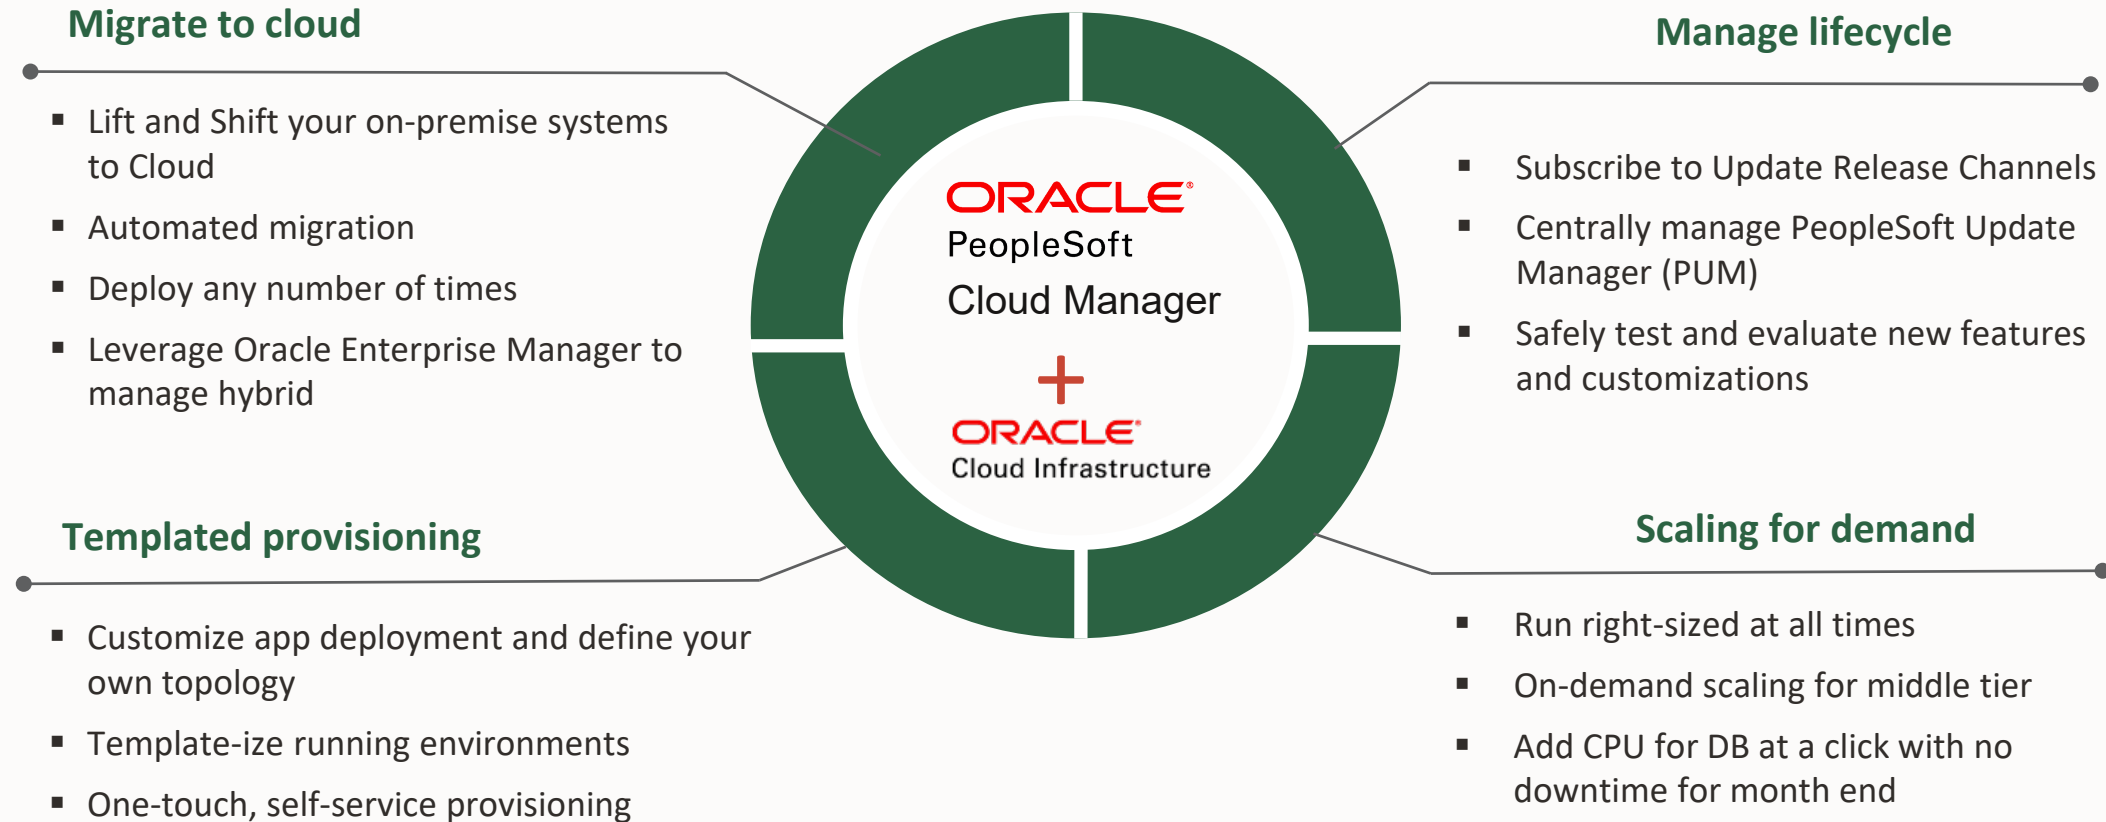 Migrate to cloud
▪ Lift and Shift your on-premise systems
to Cloud
▪ Automated migration
▪ Deploy any number of times
▪ Leverage Oracle Enterprise Manager to
manage hybrid
ORACLE®
PeopleSoft
Cloud Manager
+
ORACLE®
Cloud Infrastructure
Manage lifecycle
▪ Subscribe to Update Release Channels
▪ Centrally manage PeopleSoft Update
Manager (PUM)
▪ Safely test and evaluate new features
and customizations
Templated provisioning
▪ Customize app deployment and define your
own topology
▪ Template-ize running environments
▪ One-touch, self-service provisioning
Scaling for demand
▪ Run right-sized at all times
▪ On-demand scaling for middle tier
▪ Add CPU for DB at a click with no
downtime for month end